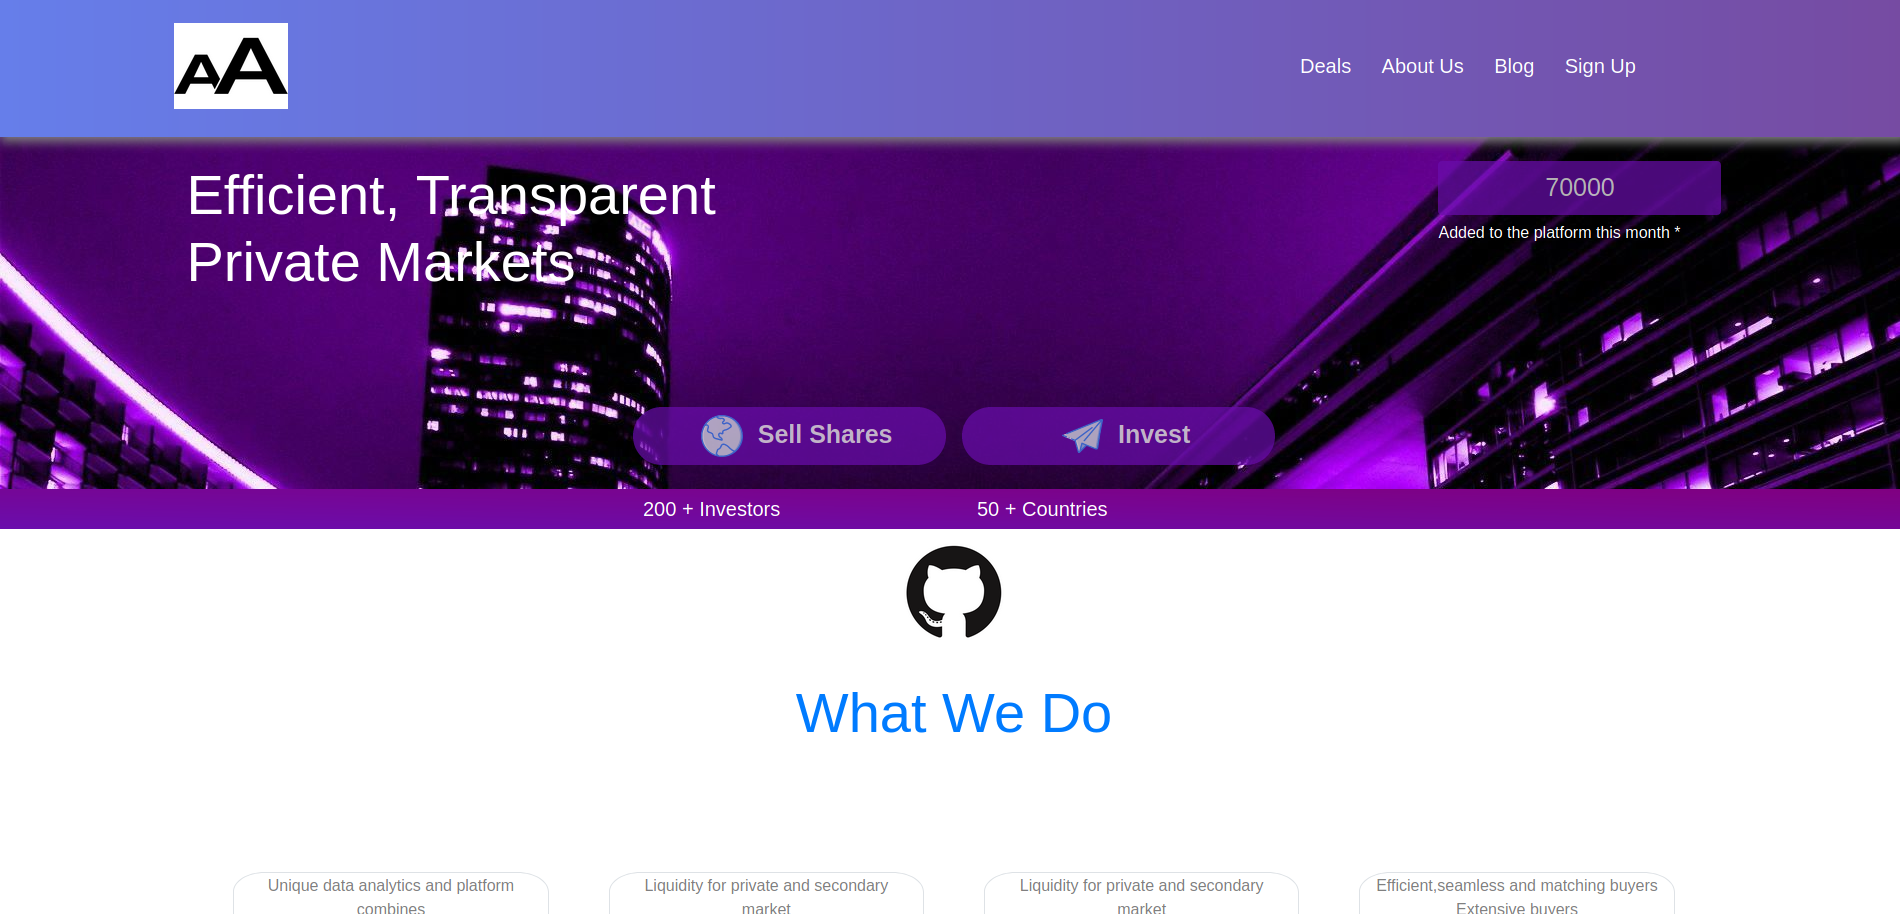 AA
Deals About Us Blog Sign Up
Efficient, Transparent
Private Markets
70000
Added to the platform this month *
AIG
Sell Shares
Invest
200 + Investors
50 + Countries
What We Do
Unique data analytics and platform
combines
Liquidity for private and secondary
market
Liquidity for private and secondary
market
Efficient,seamless and matching buyers
Extensive buyers